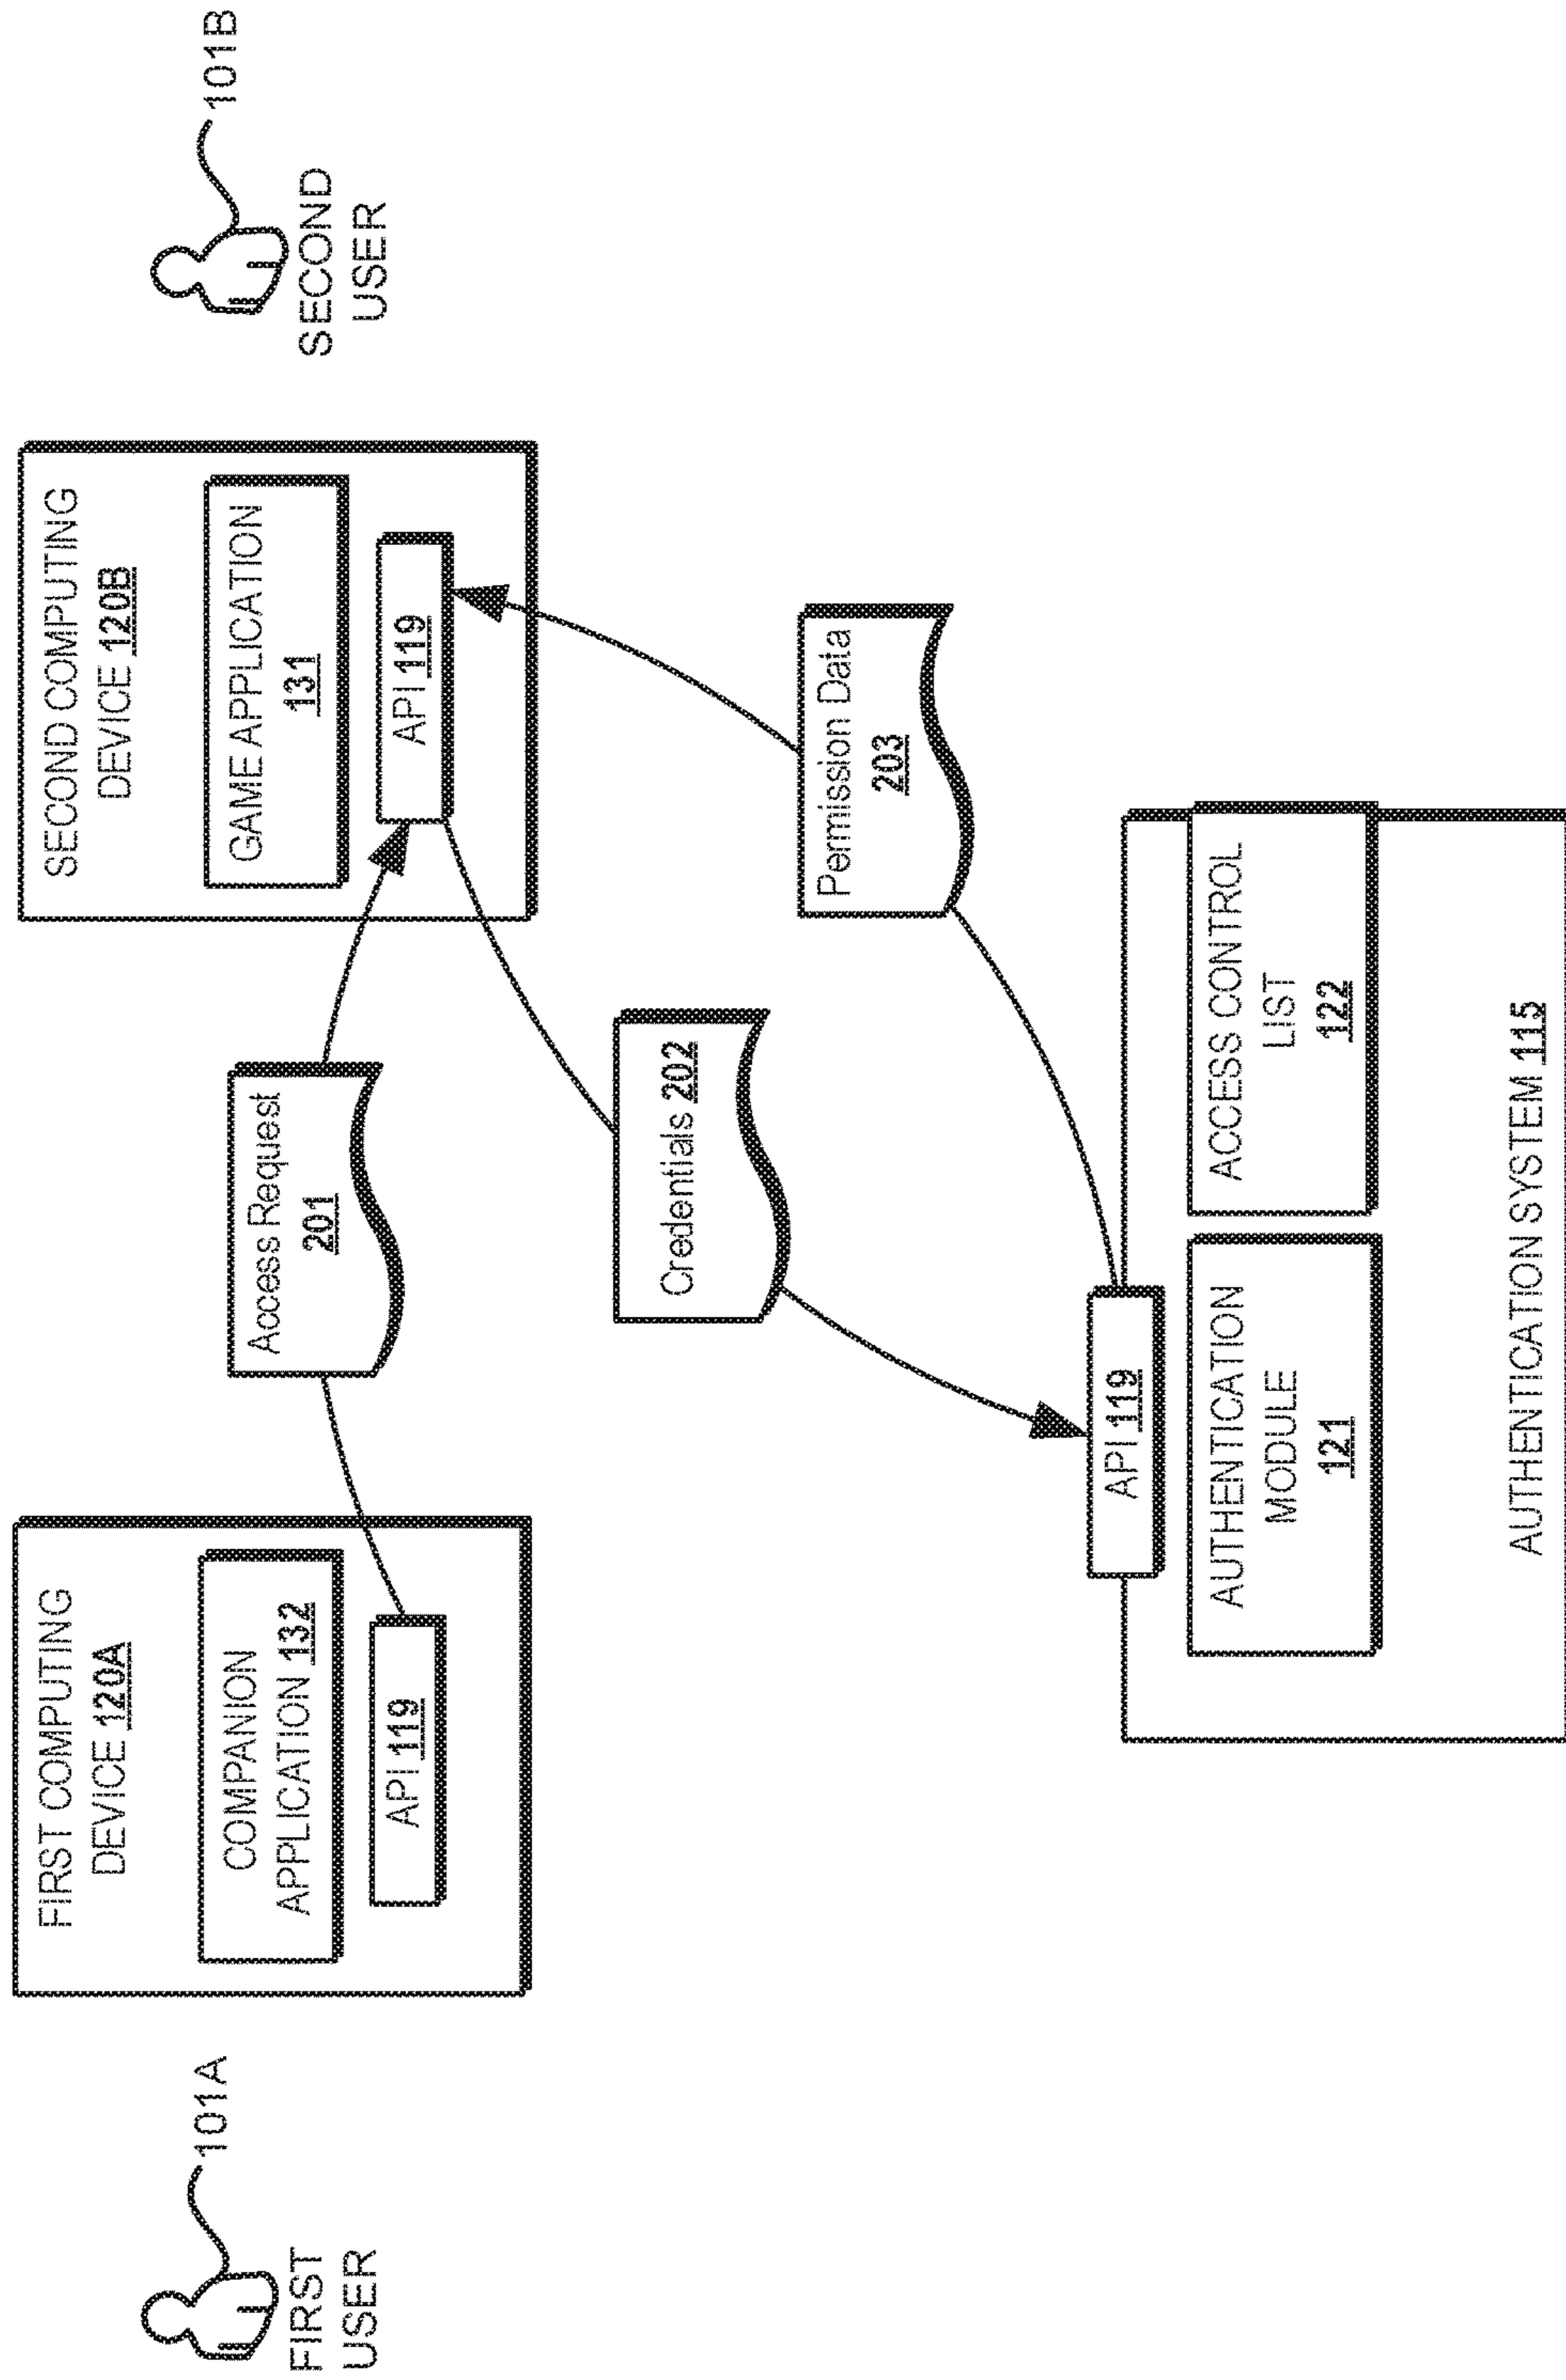 101A
FIRST
USER
FIRST COMPUTING
DEVICE 120A
COMPANION
APPLICATION 132
API 119
Access Request
201
SECOND COMPUTING
DEVICE 120B
GAME APPLICATION
131
API 119
101B
SECOND
USER
Credentials 202
Permission Data
203
API 119
AUTHENTICATION
MODULE
121
ACCESS CONTROL
LIST
122
AUTHENTICATION SYSTEM 115